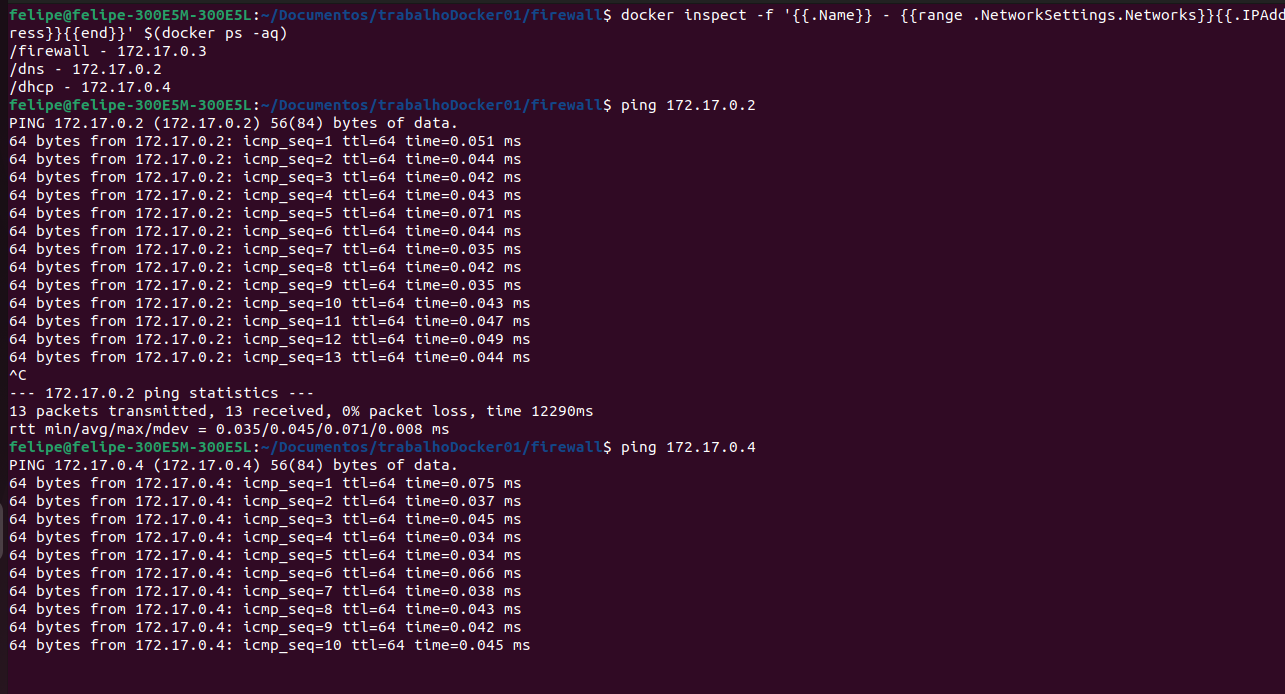 felipe@felipe-300E5M-300E5L:~/Documentos/trabalhoDocker01/firewall$ docker inspect -f '{{.Name}} - {{range .NetworkSettings.Networks}}{{.IPAdd
ress}}{{end}}' $(docker ps -aq)
/firewall - 172.17.0.3
/dns - 172.17.0.2
/dhcp - 172.17.0.4
felipe@felipe-300E5M-300E5L:~/Documentos/trabalhoDocker01/firewall$ ping 172.17.0.2
PING 172.17.0.2 (172.17.0.2) 56(84) bytes of data.
64 bytes from 172.17.0.2: icmp_seq=1 ttl=64 time=0.051 ms
64 bytes from 172.17.0.2: icmp_seq=2 ttl=64 time=0.044 ms
64 bytes from 172.17.0.2: icmp_seq=3 ttl=64 time=0.042 ms
64 bytes from 172.17.0.2: icmp_seq=4 ttl=64 time=0.043 ms
64 bytes from 172.17.0.2: icmp_seq=5 ttl=64 time=0.071 ms
64 bytes from 172.17.0.2: icmp_seq=6 ttl=64 time=0.044 ms
64 bytes from 172.17.0.2: icmp_seq=7 ttl=64 time=0.035 ms
64 bytes from 172.17.0.2: icmp_seq=8 ttl=64 time=0.042 ms
64 bytes from 172.17.0.2: icmp_seq=9 ttl=64 time=0.035 ms
64 bytes from 172.17.0.2: icmp_seq=10 ttl=64 time=0.043 ms
64 bytes from 172.17.0.2: icmp_seq=11 ttl=64 time=0.047 ms
64 bytes from 172.17.0.2: icmp_seq=12 ttl=64 time=0.049 ms
64 bytes from 172.17.0.2: icmp_seq=13 ttl=64 time=0.044 ms
^C
--- 172.17.0.2 ping statistics ---
13 packets transmitted, 13 received, 0% packet loss, time 12290ms
rtt min/avg/max/mdev = 0.035/0.045/0.071/0.008 ms
felipe@felipe-300E5M-300E5L:~/Documentos/trabalhoDocker01/firewall$ ping 172.17.0.4
PING 172.17.0.4 (172.17.0.4) 56(84) bytes of data.
64 bytes from 172.17.0.4: icmp_seq=1 ttl=64 time=0.075 ms
64 bytes from 172.17.0.4: icmp_seq=2 ttl=64 time=0.037 ms
64 bytes from 172.17.0.4: icmp_seq=3 ttl=64 time=0.045 ms
64 bytes from 172.17.0.4: icmp_seq=4 ttl=64 time=0.034 ms
64 bytes from 172.17.0.4: icmp_seq=5 ttl=64 time=0.034 ms
64 bytes from 172.17.0.4: icmp_seq=6 ttl=64 time=0.066 ms
64 bytes from 172.17.0.4: icmp_seq=7 ttl=64 time=0.038 ms
64 bytes from 172.17.0.4: icmp_seq=8 ttl=64 time=0.043 ms
64 bytes from 172.17.0.4: icmp_seq=9 ttl=64 time=0.042 ms
64 bytes from 172.17.0.4: icmp_seq=10 ttl=64 time=0.045 ms